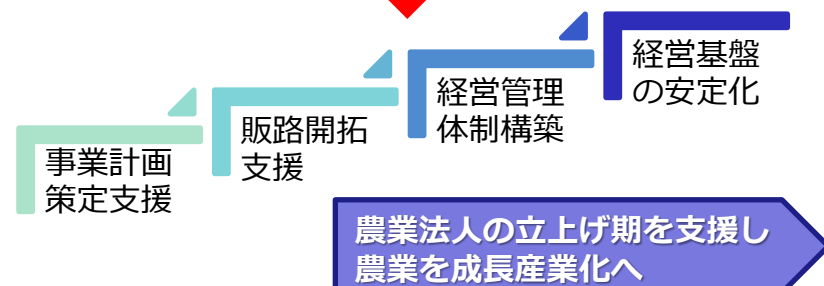 事業計画
策定支援
販路開拓
支援
経営管理
体制構築
経営基盤
の安定化
農業法人の立上げ期を支援し
農業を成長産業化へ